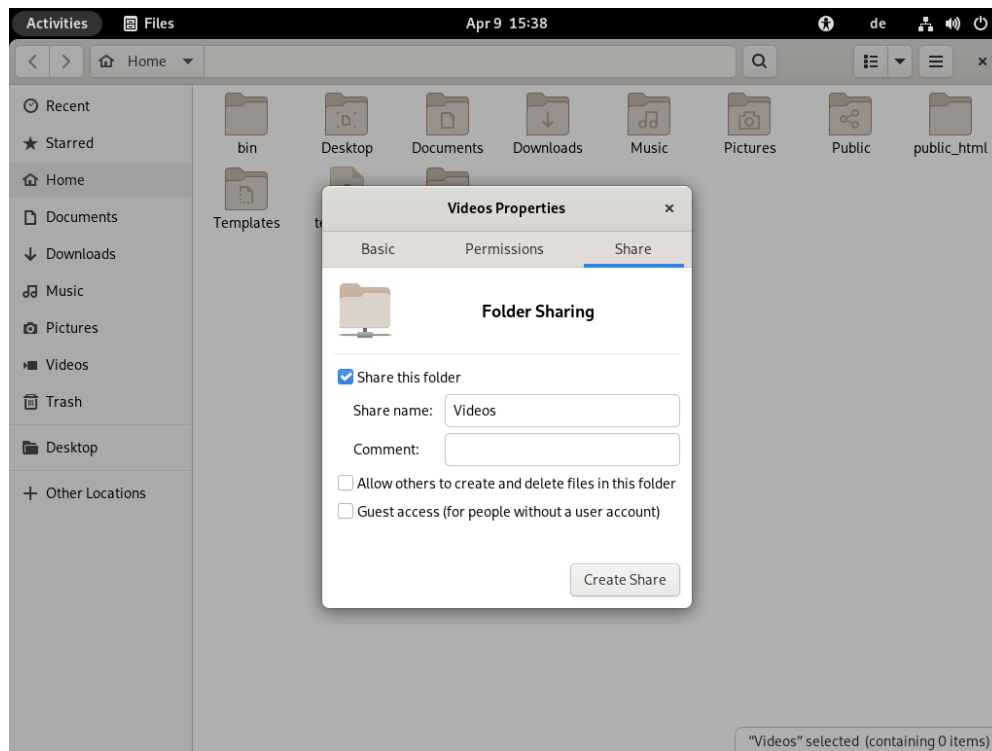 Activities Files Apr 9 15:38 de
Home
Recent
Starred
Home
Documents
Downloads
Music
Pictures
Videos
Trash
Desktop
Other Locations
bin Desktop Documents Downloads Music Pictures Public public_html
Templates
Videos Properties
Basic Permissions Share
Folder Sharing
Share this folder
Share name: Videos
Comment:
Allow others to create and delete files in this folder
Guest access (for people without a user account)
Create Share
"Videos" selected (containing 0 items)